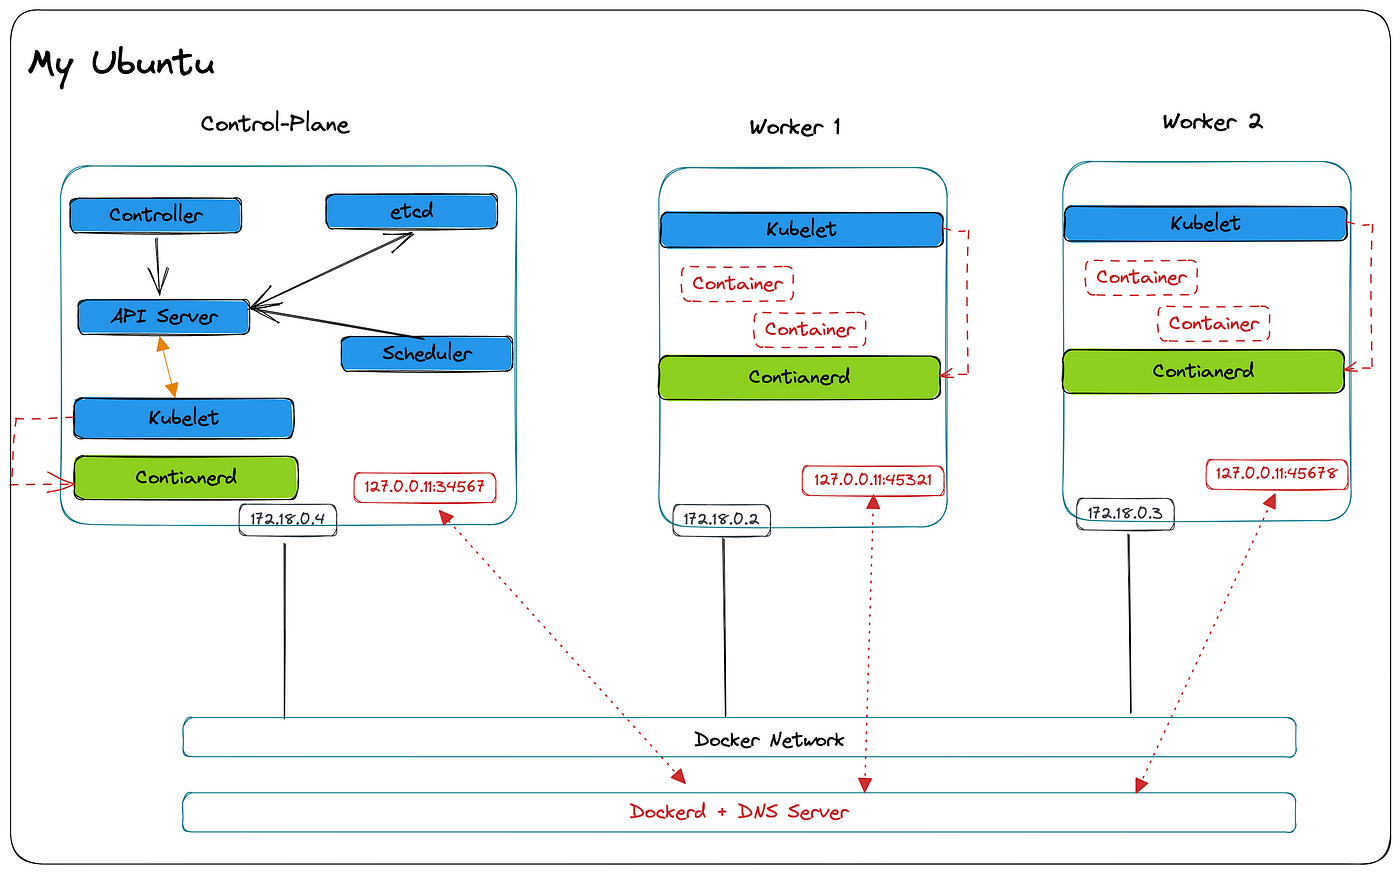 My Ubuntu
Control-Plane
Controller
etcd
API Server
Scheduler
Kubelet
Contianerd
127.0.0.11:34567
172.18.0.4
Worker 1
Kubelet
Container
Container
Contianerd
127.0.0.11:45321
172.18.0.2
Worker 2
Kubelet
Container
Container
Contianerd
127.0.0.11:45678
172.18.0.3
Docker Network
Dockerd + DNS Server